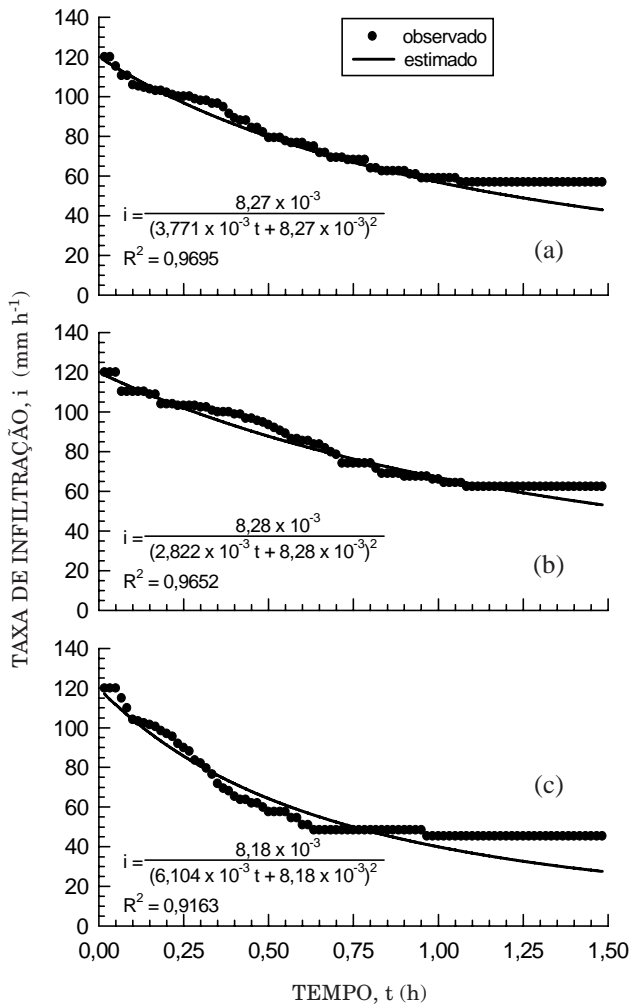 observado
estimado
TAXA DE INFILTRAÇÃO, i (mm h-1)
140
120
100
80
60
40
20
0
i = 8,27 x 10-3
(3,771 x 10-3 t + 8,27 x 10-3)2
R2 = 0,9695
(a)
140
120
100
80
60
40
20
0
i = 8,28 x 10-3
(2,822 x 10-3 t + 8,28 x 10-3)2
R2 = 0,9652
(b)
140
120
100
80
60
40
20
0
i = 8,18 x 10-3
(6,104 x 10-3 t + 8,18 x 10-3)2
R2 = 0,9163
(c)
0,00 0,25 0,50 0,75 1,00 1,25 1,50
TEMPO, t (h)